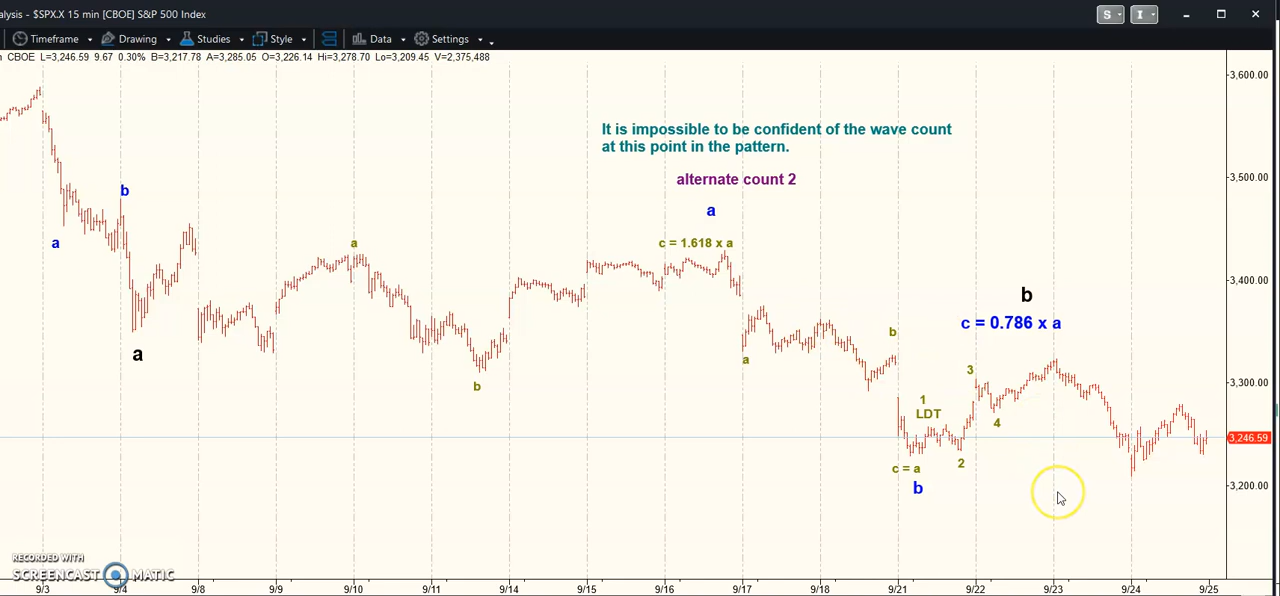 alysis - $SPX.X 15 min [CBOE] S&P 500 Index
S I
Timeframe Drawing Studies Style Data Settings
CBOE L=3,246.59 9.67 0.30% B=3,217.78 A=3,285.05 O=3,226.14 Hi=3,278.70 Lo=3,209.45 V=2,375,488
3,600.00
It is impossible to be confident of the wave count
at this point in the pattern.
alternate count 2
3,500.00
b
a
a
a
c = 1.618 x a
3,400.00
b
c = 0.786 x a
b
a
a
b
3,300.00
3
1
LDT
4
3,246.59
2
c = a
b
3,200.00
RECORDED WITH
SCREENCAST MATIC
9/3 9/4 9/8 9/9 9/10 9/11 9/14 9/15 9/16 9/17 9/18 9/21 9/22 9/23 9/24 9/25